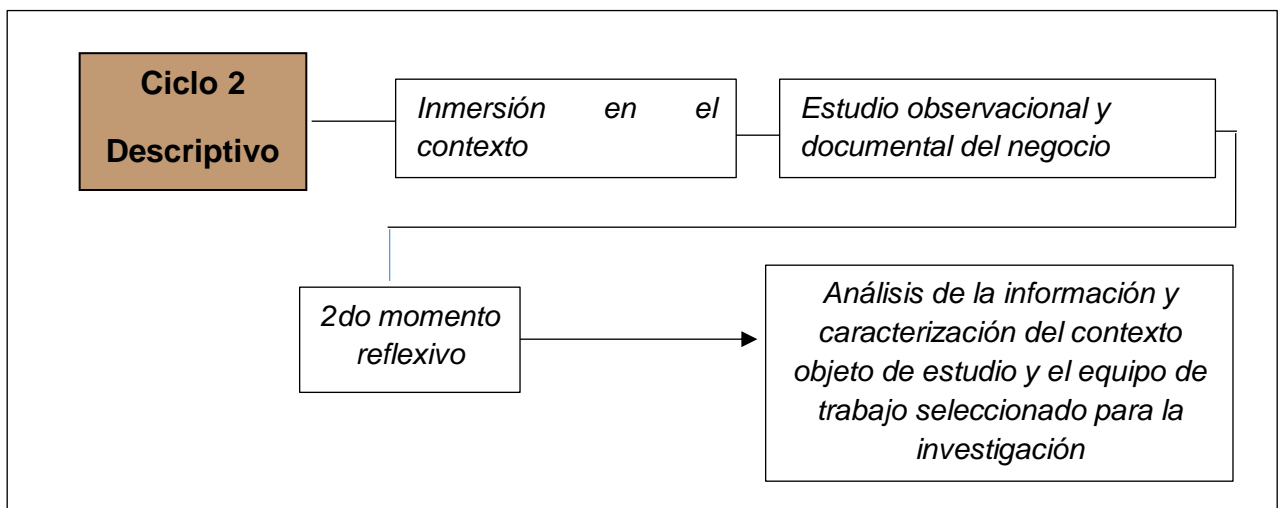 Ciclo 2
Descriptivo
Inmersión en el
contexto
Estudio observacional y
documental del negocio
2do momento
reflexivo
Análisis de la información y
caracterización del contexto
objeto de estudio y el equipo de
trabajo seleccionado para la
investigación